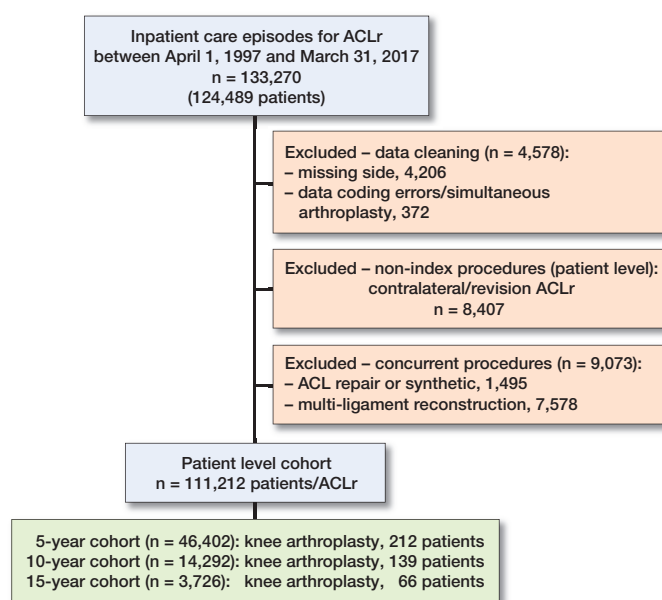 Inpatient care episodes for ACLr
between April 1, 1997 and March 31, 2017
n = 133,270
(124,489 patients)
Excluded – data cleaning (n = 4,578):
– missing side, 4,206
– data coding errors/simultaneous
arthroplasty, 372
Excluded – non-index procedures (patient level):
contralateral/revision ACLr
n = 8,407
Excluded – concurrent procedures (n = 9,073):
– ACL repair or synthetic, 1,495
– multi-ligament reconstruction, 7,578
Patient level cohort
n = 111,212 patients/ACLr
5-year cohort (n = 46,402): knee arthroplasty, 212 patients
10-year cohort (n = 14,292): knee arthroplasty, 139 patients
15-year cohort (n = 3,726): knee arthroplasty, 66 patients